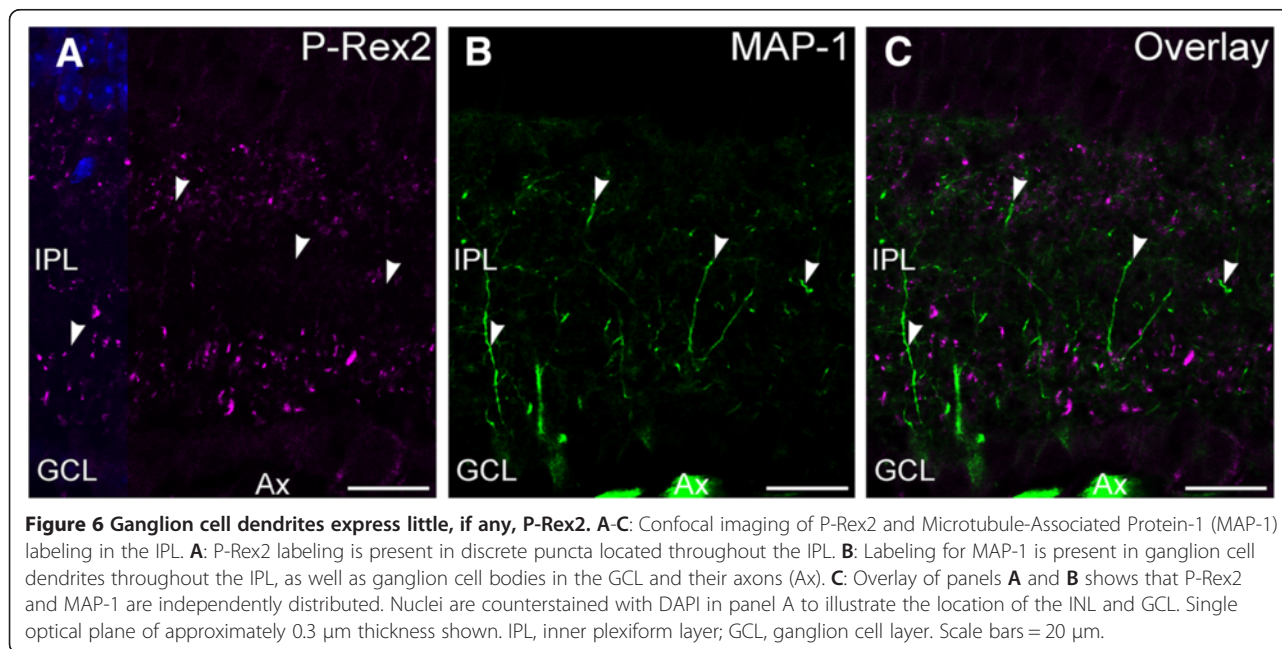 A P-Rex2 B MAP-1 C Overlay
IPL IPL IPL
GCL Ax GCL Ax GCL Ax
Figure 6 Ganglion cell dendrites express little, if any, P-Rex2. A-C: Confocal imaging of P-Rex2 and Microtubule-Associated Protein-1 (MAP-1)
labeling in the IPL. A: P-Rex2 labeling is present in discrete puncta located throughout the IPL. B: Labeling for MAP-1 is present in ganglion cell
dendrites throughout the IPL, as well as ganglion cell bodies in the GCL and their axons (Ax). C: Overlay of panels A and B shows that P-Rex2
and MAP-1 are independently distributed. Nuclei are counterstained with DAPI in panel A to illustrate the location of the INL and GCL. Single
optical plane of approximately 0.3 μm thickness shown. IPL, inner plexiform layer; GCL, ganglion cell layer. Scale bars = 20 μm.